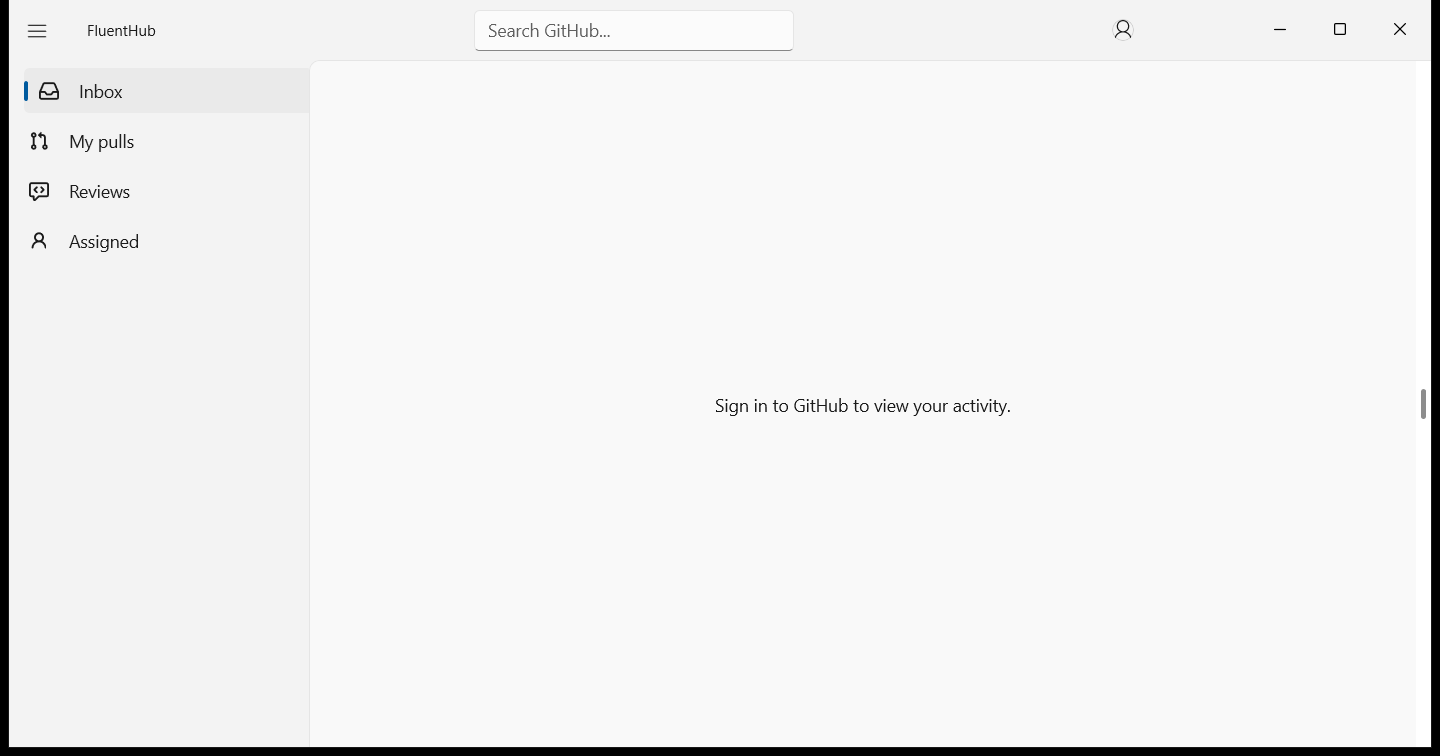 FluentHub
Search GitHub...
Inbox
My pulls
Reviews
Assigned
Sign in to GitHub to view your activity.